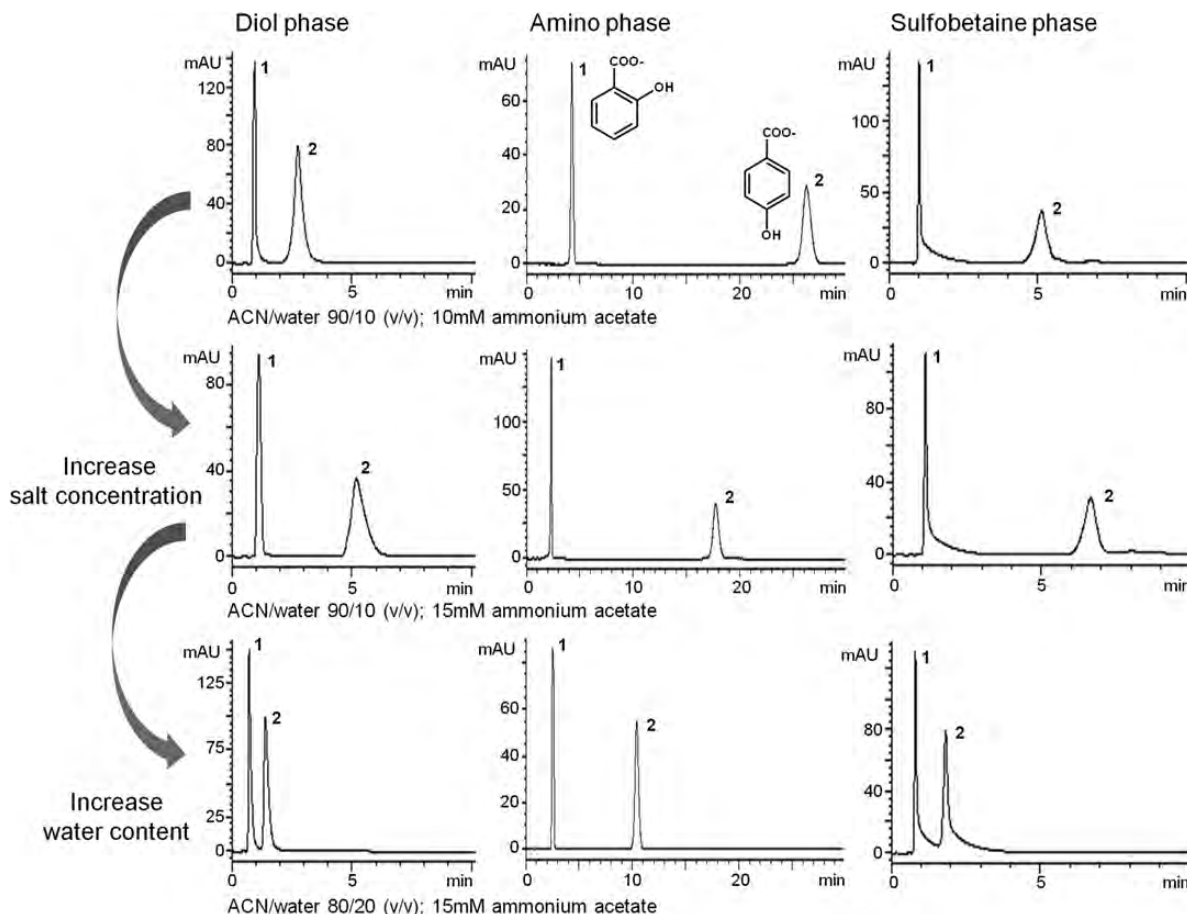 Diol phase
Amino phase
Sulfobetaine phase
mAU
120
80
40
0
1
2
0
5
min
mAU
60
40
20
0
1
COO-
OH
COO-
OH
2
0
10
20
min
mAU
100
50
0
1
2
0
5
min
ACN/water 90/10 (v/v); 10mM ammonium acetate
mAU
80
40
0
1
2
0
5
min
mAU
100
50
0
1
2
0
10
20
min
mAU
80
40
0
1
2
0
5
min
ACN/water 90/10 (v/v); 15mM ammonium acetate
Increase
salt concentration
mAU
125
75
25
0
1
2
0
5
min
mAU
60
40
20
0
1
2
0
10
20
min
mAU
80
40
0
1
2
0
5
min
ACN/water 80/20 (v/v); 15mM ammonium acetate
Increase
water content